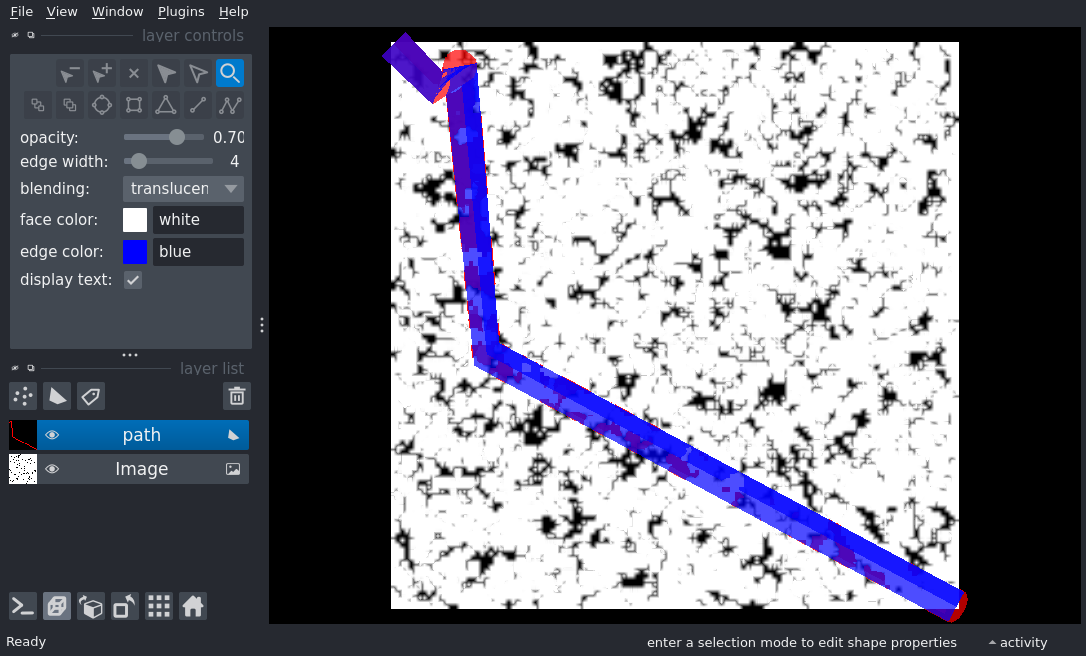 File View Window Plugins Help
layer controls
opacity: 0.70
edge width: 4
blending: translucen
face color: white
edge color: blue
display text:
layer list
path
Image
Ready
enter a selection mode to edit shape properties
activity